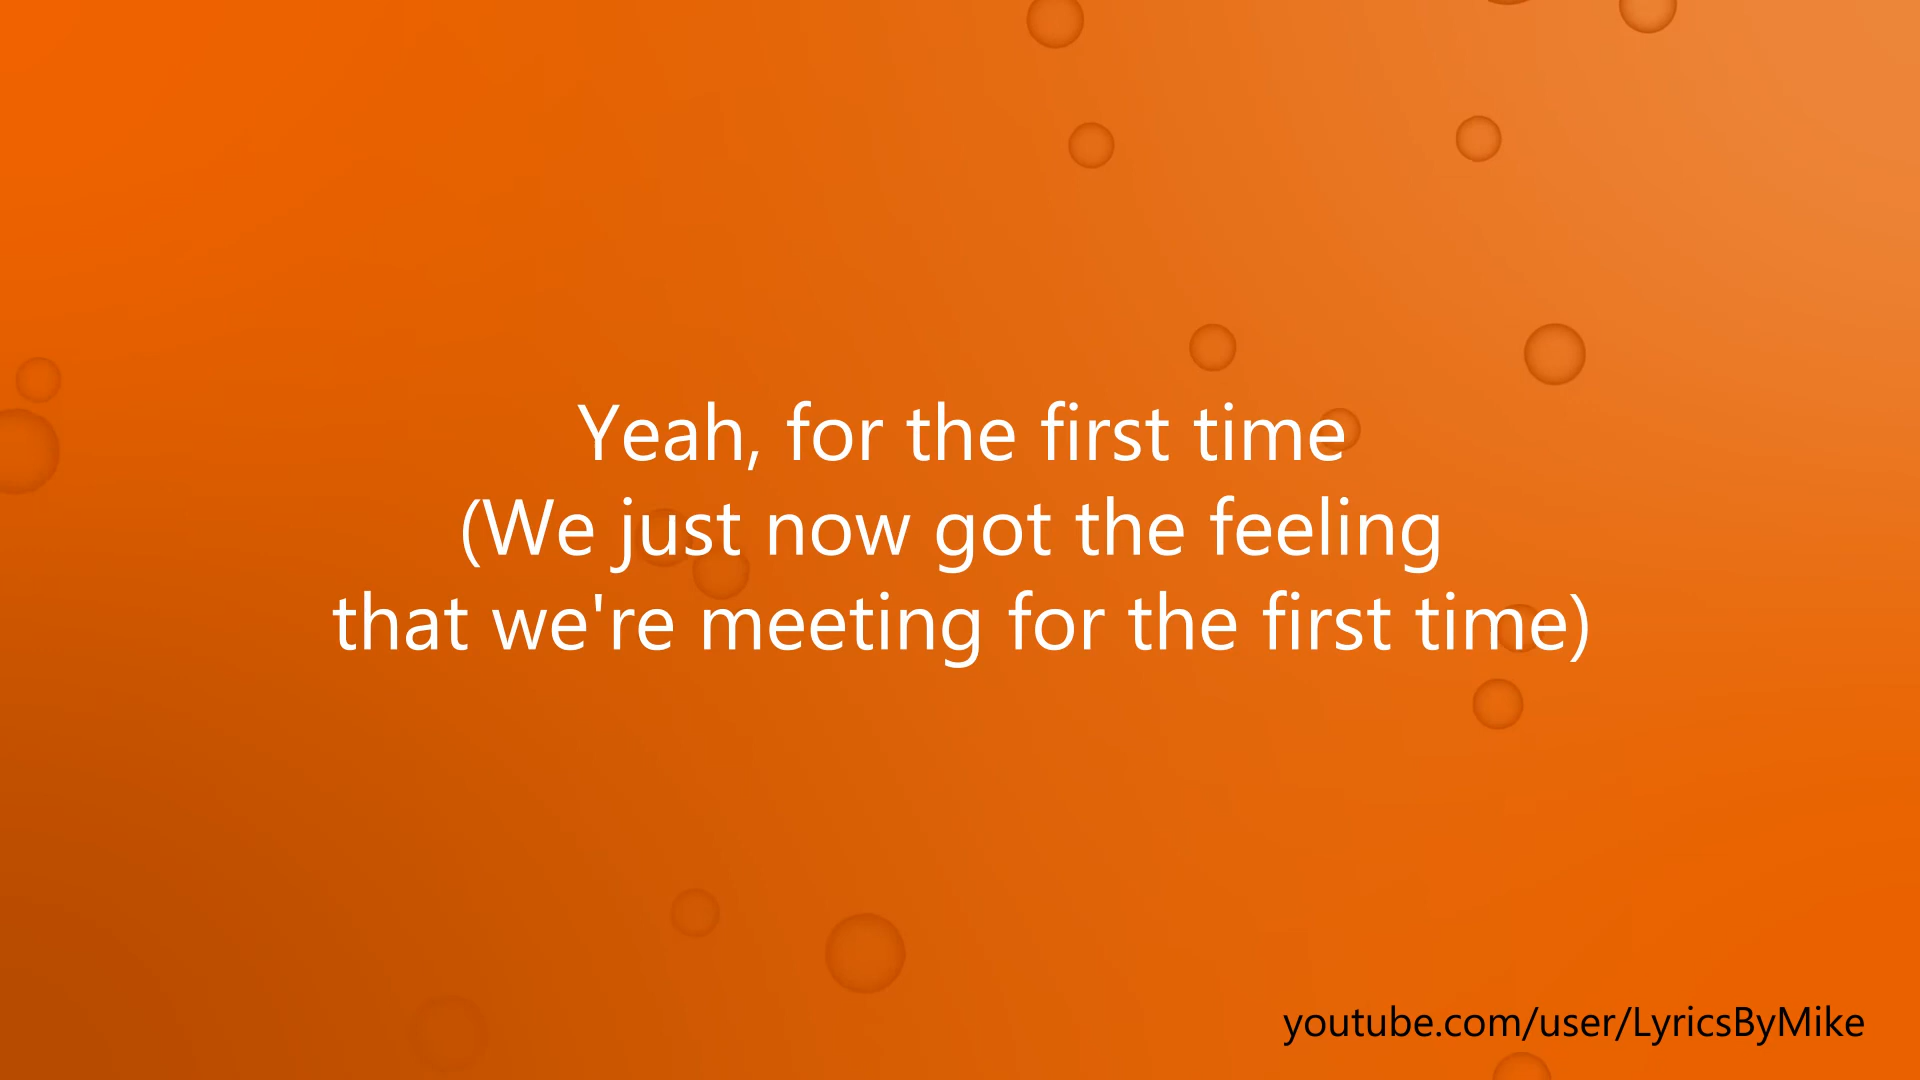 Yeah, for the first time
(We just now got the feeling
that we're meeting for the first time)
youtube.com/user/LyricsByMike